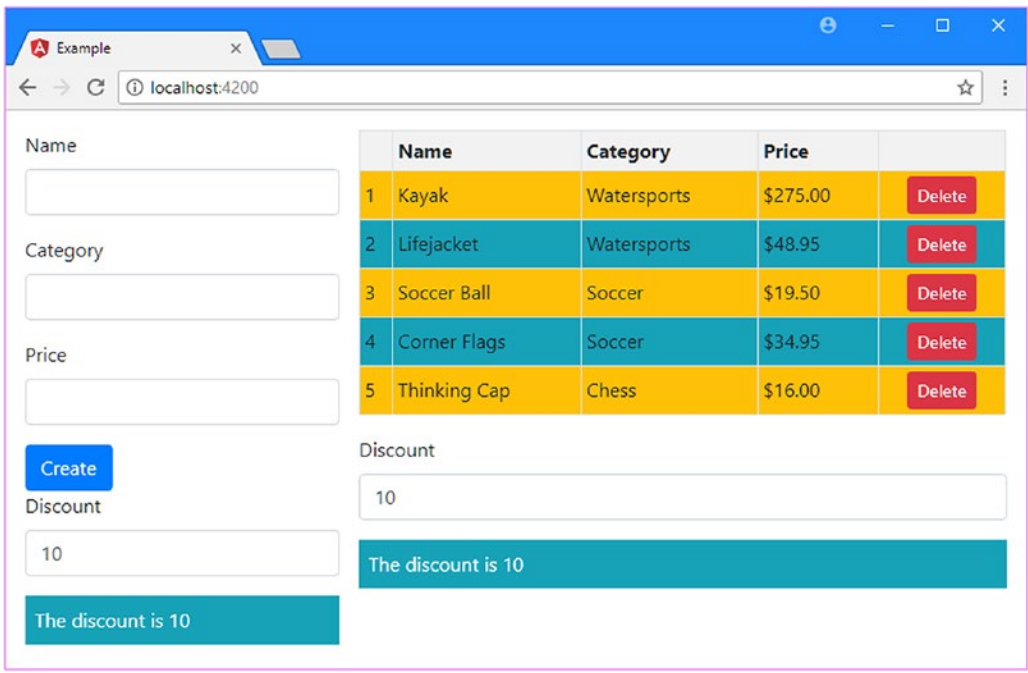 Example
localhost:4200
Name
Category
Price
Create
Discount
10
The discount is 10
Name Category Price
1 Kayak Watersports $275.00 Delete
2 Lifejacket Watersports $48.95 Delete
3 Soccer Ball Soccer $19.50 Delete
4 Corner Flags Soccer $34.95 Delete
5 Thinking Cap Chess $16.00 Delete
Discount
10
The discount is 10